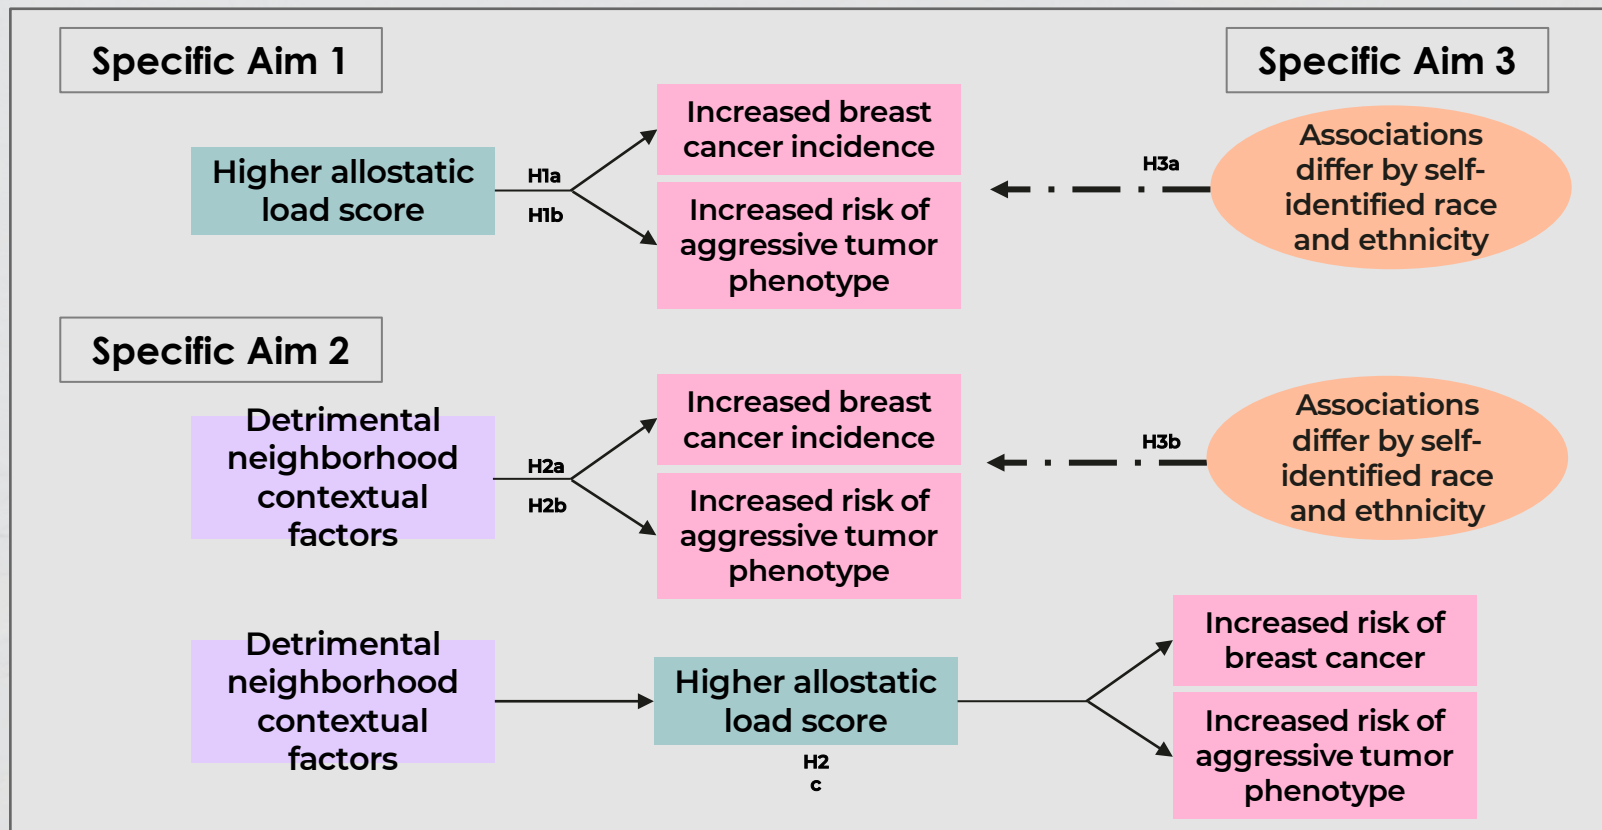 Specific Aim 1
Specific Aim 3
Higher allostatic
load score
H1a
H1b
Increased breast
cancer incidence
Increased risk of
aggressive tumor
phenotype
H3a
Associations
differ by self-
identified race
and ethnicity
Specific Aim 2
Detrimental
neighborhood
contextual
factors
H2a
H2b
Increased breast
cancer incidence
Increased risk of
aggressive tumor
phenotype
H3b
Associations
differ by self-
identified race
and ethnicity
Detrimental
neighborhood
contextual
factors
Higher allostatic
load score
H2
c
Increased risk of
breast cancer
Increased risk of
aggressive tumor
phenotype